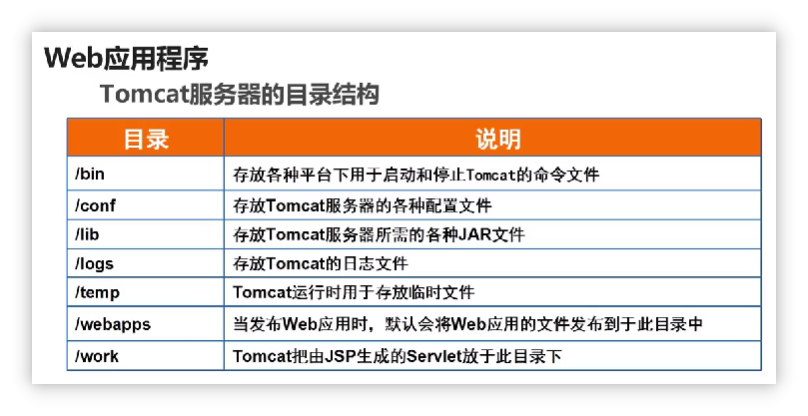 Web应用程序
Tomcat服务器的目录结构
目录 说明
/bin 存放各种平台下用于启动和停止Tomcat的命令文件
/conf 存放Tomcat服务器的各种配置文件
/lib 存放Tomcat服务器所需的各种JAR文件
/logs 存放Tomcat的日志文件
/temp Tomcat运行时用于存放临时文件
/webapps 当发布Web应用时，默认会将Web应用的文件发布到于此目录中
/work Tomcat把由JSP生成的Servlet放于此目录下